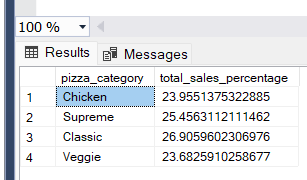 100 %
Results Messages
pizza_category total_sales_percentage
1 Chicken 23.9551375322885
2 Supreme 25.4563112111462
3 Classic 26.9059602306976
4 Veggie 23.6825910258677